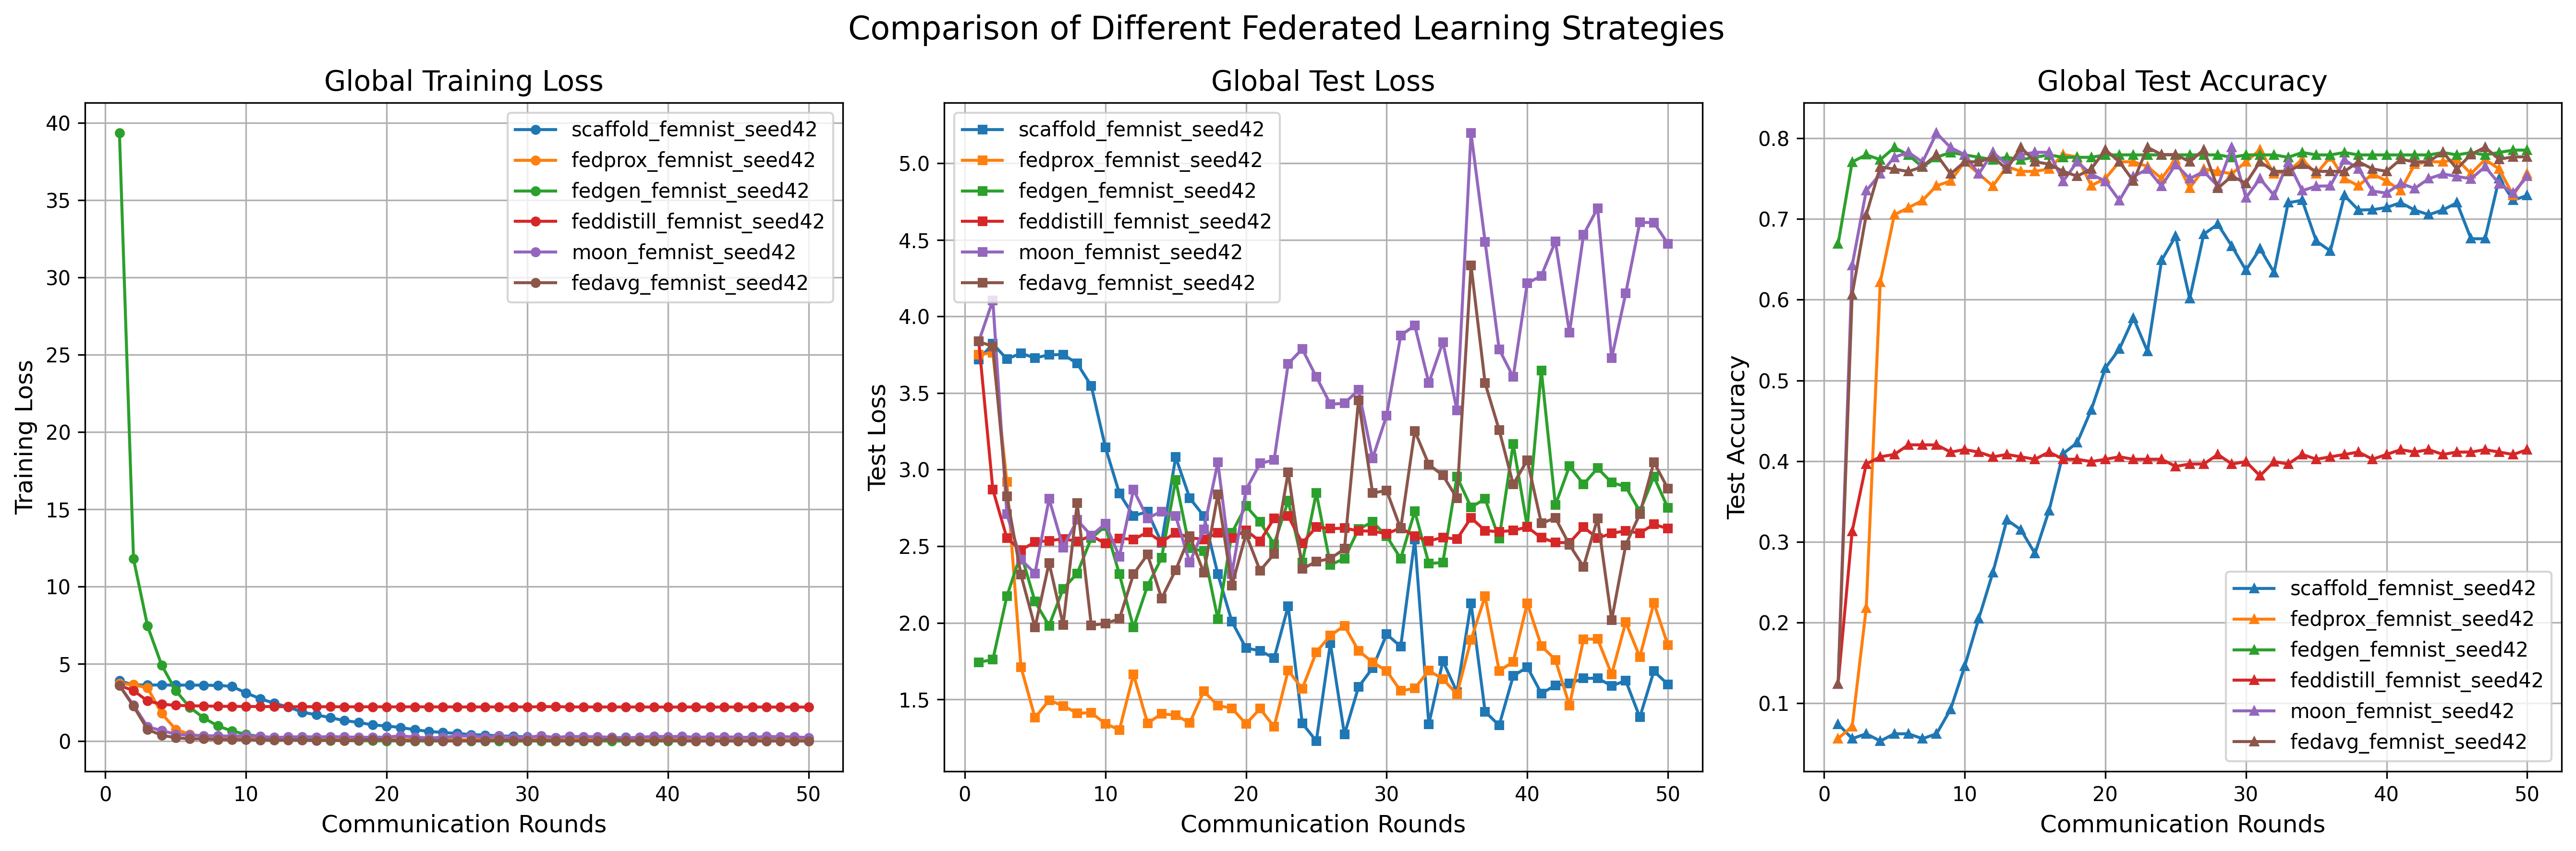 Comparison of Different Federated Learning Strategies
Global Training Loss
40
35
30
25
20
15
10
5
0
Training Loss
0 10 20 30 40 50
Communication Rounds
scaffold_femnist_seed42
fedprox_femnist_seed42
fedgen_femnist_seed42
feddistill_femnist_seed42
moon_femnist_seed42
fedavg_femnist_seed42
Global Test Loss
5.0
4.5
4.0
3.5
3.0
2.5
2.0
1.5
Test Loss
0 10 20 30 40 50
Communication Rounds
scaffold_femnist_seed42
fedprox_femnist_seed42
fedgen_femnist_seed42
feddistill_femnist_seed42
moon_femnist_seed42
fedavg_femnist_seed42
Global Test Accuracy
0.8
0.7
0.6
0.5
0.4
0.3
0.2
0.1
Test Accuracy
0 10 20 30 40 50
Communication Rounds
scaffold_femnist_seed42
fedprox_femnist_seed42
fedgen_femnist_seed42
feddistill_femnist_seed42
moon_femnist_seed42
fedavg_femnist_seed42